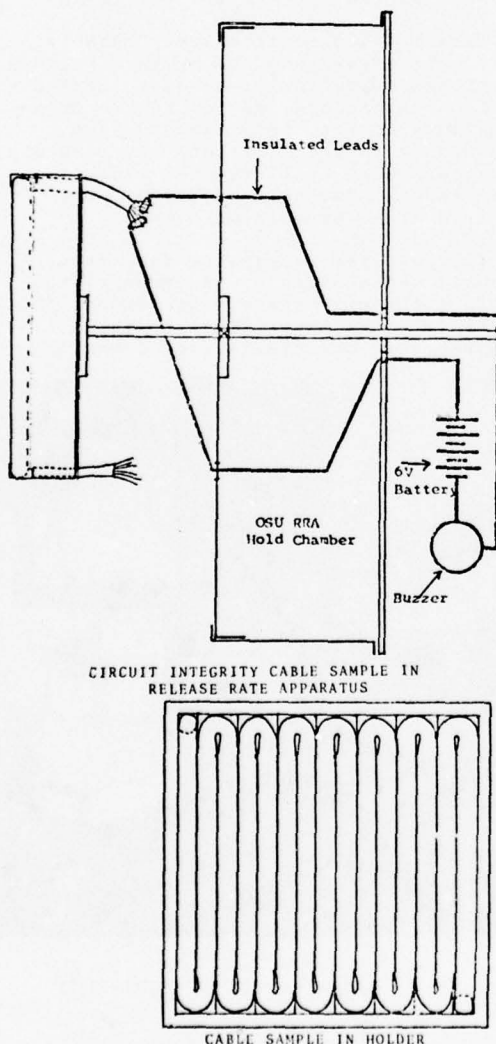 Insulated Leads
6V
Battery
OSU RRA
Hold Chamber
Buzzer
CIRCUIT INTEGRITY CABLE SAMPLE IN
RELEASE RATE APPARATUS
CABLE SAMPLE IN HOLDER